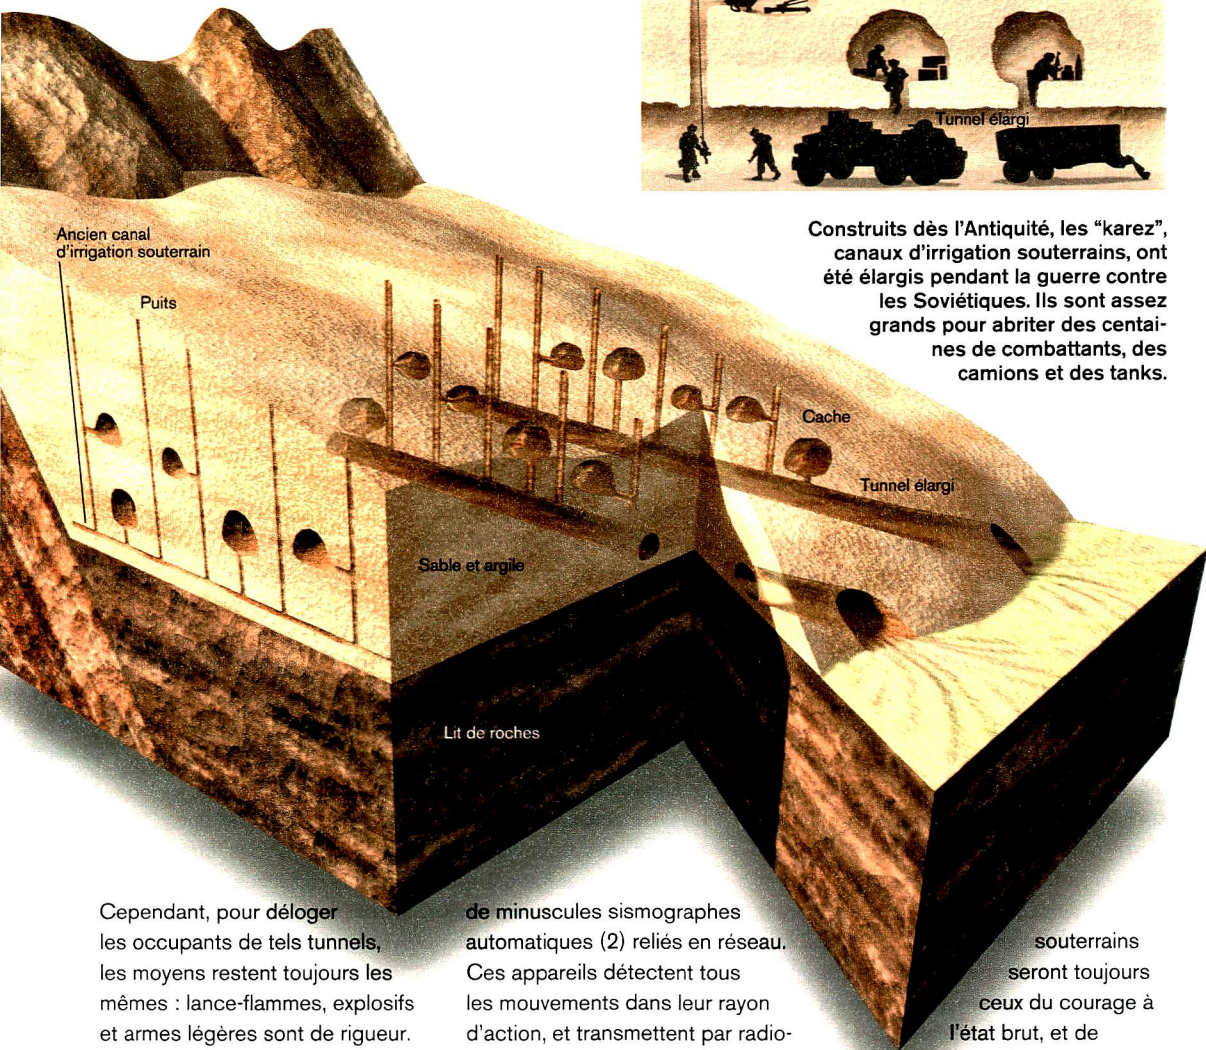 Tunnel élargi
Construits dès l'Antiquité, les “karez”,
canaux d'irrigation souterrains, ont
été élargis pendant la guerre contre
les Soviétiques. Ils sont assez
grands pour abriter des centai-
nes de combattants, des
camions et des tanks.
Ancien canal
d'irrigation souterrain
Puits
Cache
Tunnel élargi
Sable et argile
Lit de roches
Cependant, pour déloger
les occupants de tels tunnels,
les moyens restent toujours les
mêmes : lance-flammes, explosifs
et armes légères sont de rigueur.
de minuscules sismographes
automatiques (2) reliés en réseau.
Ces appareils détectent tous
les mouvements dans leur rayon
d'action, et transmettent par radio-
souterrains
seront toujours
ceux du courage à
l'état brut, et de